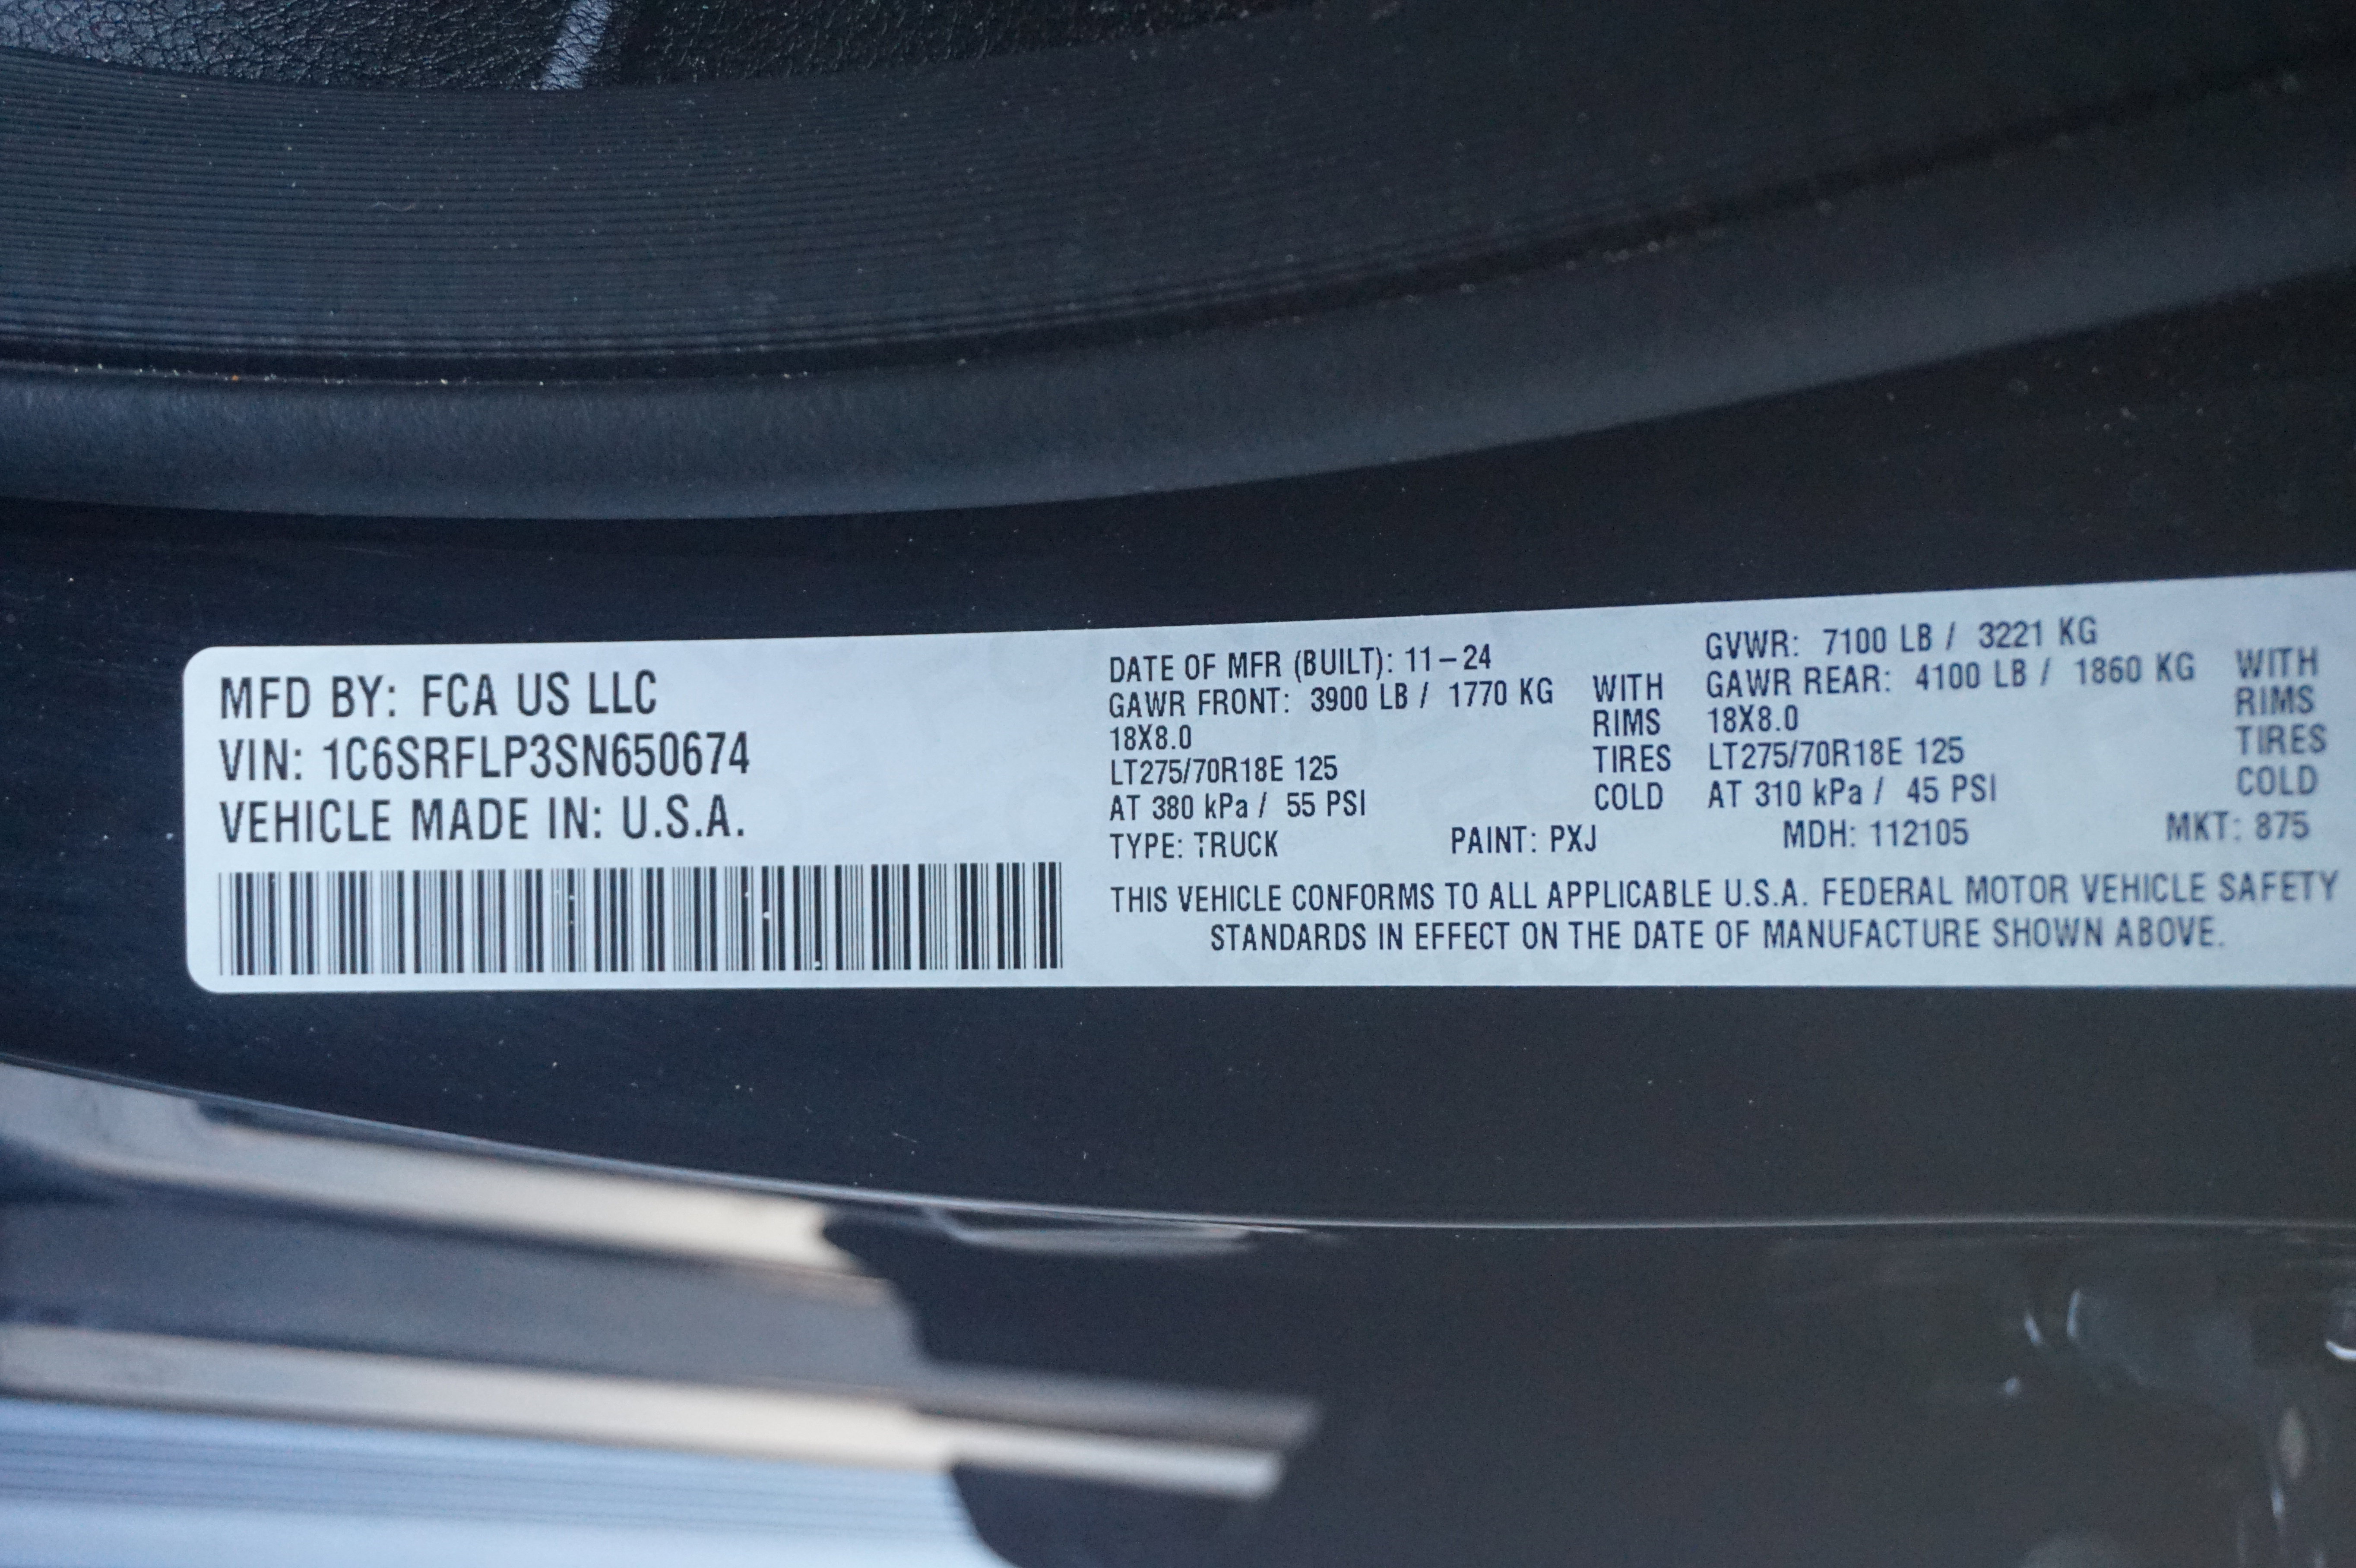 MFD BY: FCA US LLC
VIN: 1C6SRFLP3SN650674
VEHICLE MADE IN: U.S.A.
DATE OF MFR (BUILT): 11-24 GVWR: 7100 LB / 3221 KG
GAWR FRONT: 3900 LB / 1770 KG WITH GAWR REAR: 4100 LB / 1860 KG WITH
18X8.0 RIMS 18X8.0 RIMS
LT275/70R18E 125 TIRES LT275/70R18E 125 TIRES
AT 380 kPa / 55 PSI COLD AT 310 kPa / 45 PSI COLD
TYPE: TRUCK PAINT: PXJ MDH: 112105 MKT: 875
THIS VEHICLE CONFORMS TO ALL APPLICABLE U.S.A. FEDERAL MOTOR VEHICLE SAFETY
STANDARDS IN EFFECT ON THE DATE OF MANUFACTURE SHOWN ABOVE.